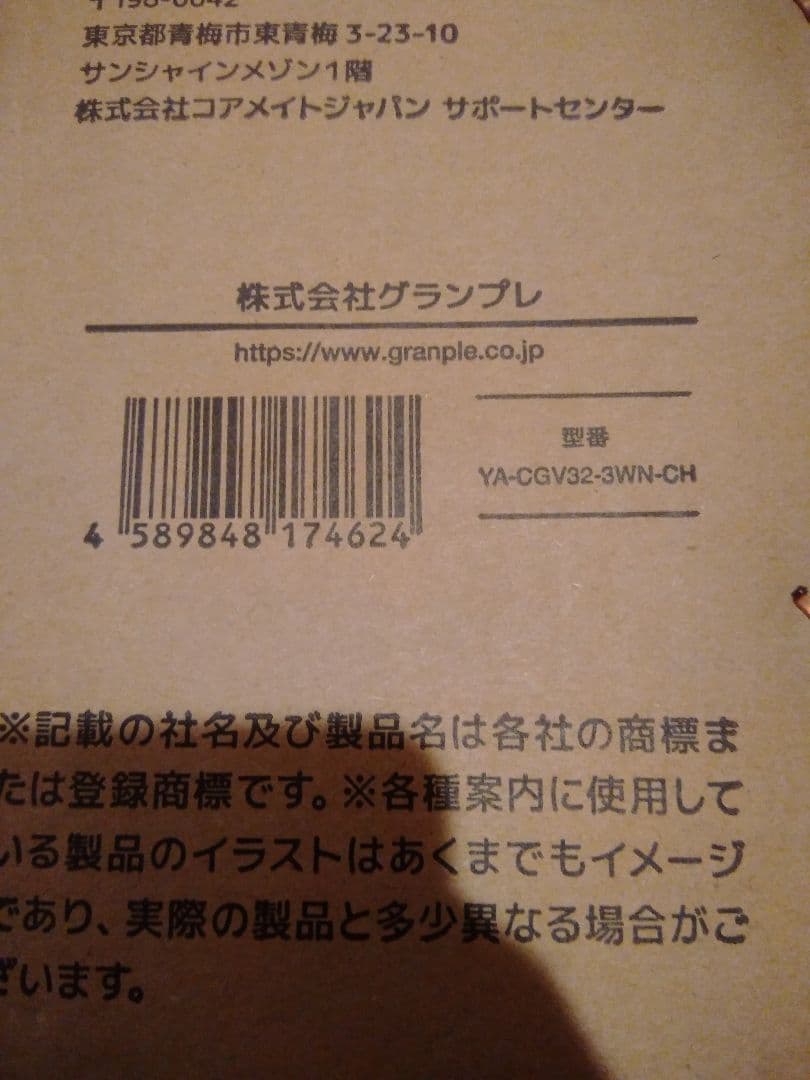 〒198-0042
東京都青梅市東青梅3-23-10
サンシャインメゾン1階
株式会社コアメイトジャパン サポートセンター
株式会社グランプレ
https://www.granple.co.jp
型番
YA-CGV32-3WN-CH
4 589848 174624
※記載の社名及び製品名は各社の商標ま
たは登録商標です。※各種案内に使用して
いる製品のイラストはあくまでもイメージ
であり、実際の製品と多少異なる場合がご
ざいます。